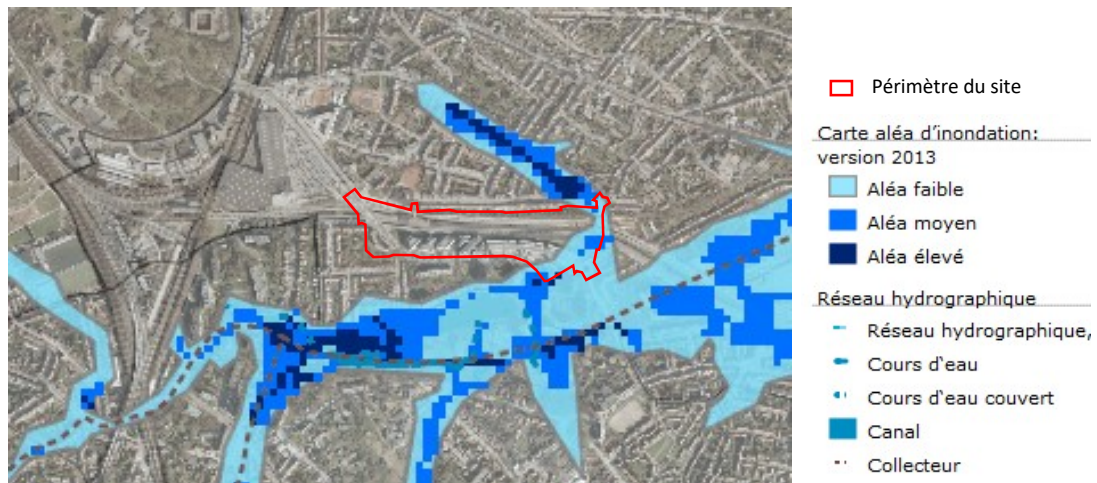 Périmètre du site
Carte aléa d'inondation:
version 2013
Aléa faible
Aléa moyen
Aléa élevé
Réseau hydrographique
Réseau hydrographique,
Cours d'eau
Cours d'eau couvert
Canal
Collecteur